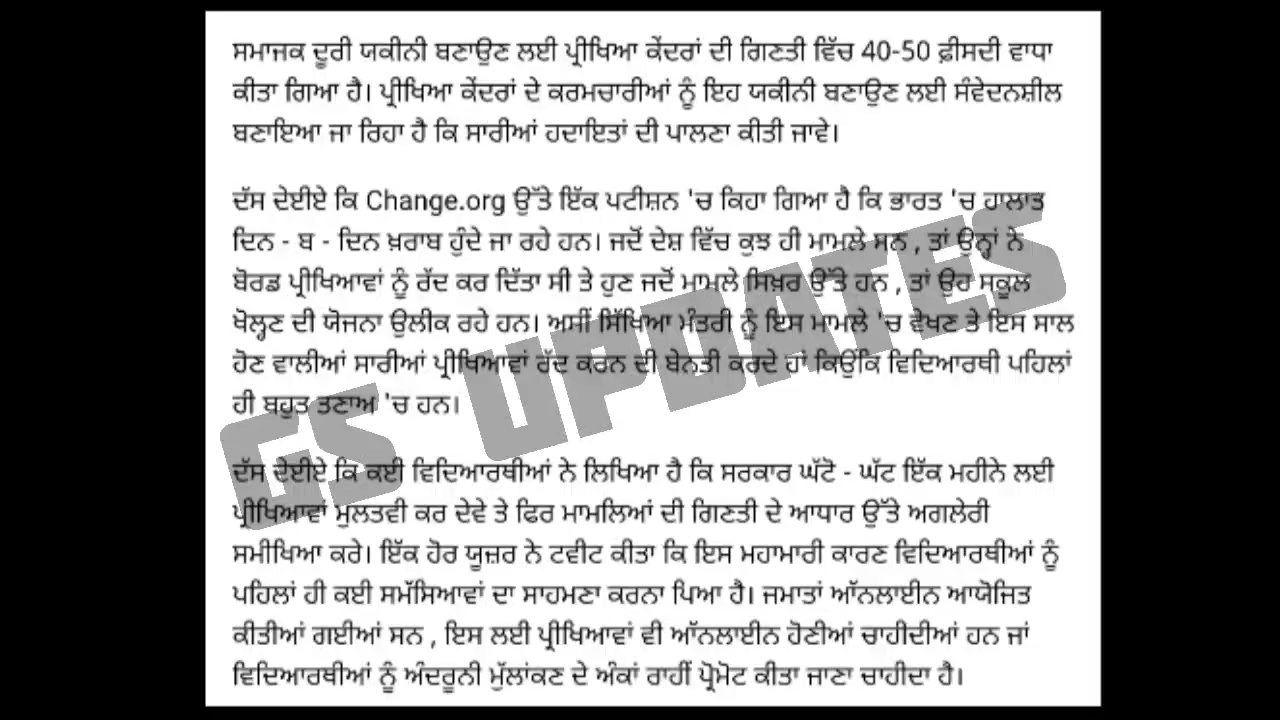 ਸਮਾਜਕ ਦੂਰੀ ਯਕੀਨੀ ਬਣਾਉਣ ਲਈ ਪ੍ਰੀਖਿਆ ਕੇਂਦਰਾਂ ਦੀ ਗਿਣਤੀ ਵਿੱਚ 40-50 ਫ਼ੀਸਦੀ ਵਾਧਾ
ਕੀਤਾ ਗਿਆ ਹੈ। ਪ੍ਰੀਖਿਆ ਕੇਂਦਰਾਂ ਦੇ ਕਰਮਚਾਰੀਆਂ ਨੂੰ ਇਹ ਯਕੀਨੀ ਬਣਾਉਣ ਲਈ ਸੰਵੇਦਨਸ਼ੀਲ
ਬਣਾਇਆ ਜਾ ਰਿਹਾ ਹੈ ਕਿ ਸਾਰੀਆਂ ਹਦਾਇਤਾਂ ਦੀ ਪਾਲਣਾ ਕੀਤੀ ਜਾਵੇ।
ਦੱਸ ਦੇਈਏ ਕਿ Change.org ਉੱਤੇ ਇੱਕ ਪਟੀਸ਼ਨ 'ਚ ਕਿਹਾ ਗਿਆ ਹੈ ਕਿ ਭਾਰਤ 'ਚ ਹਾਲਾਤ
ਦਿਨ - ਬ - ਦਿਨ ਖ਼ਰਾਬ ਹੁੰਦੇ ਜਾ ਰਹੇ ਹਨ। ਜਦੋਂ ਦੇਸ਼ ਵਿੱਚ ਕੁਝ ਹੀ ਮਾਮਲੇ ਸਨ , ਤਾਂ ਉਨ੍ਹਾਂ ਨੇ
ਬੋਰਡ ਪ੍ਰੀਖਿਆਵਾਂ ਨੂੰ ਰੱਦ ਕਰ ਦਿੱਤਾ ਸੀ ਤੇ ਹੁਣ ਜਦੋਂ ਮਾਮਲੇ ਸਿਖ਼ਰ ਉੱਤੇ ਹਨ , ਤਾਂ ਉਹ ਸਕੂਲ
ਖੋਲ੍ਹਣ ਦੀ ਯੋਜਨਾ ਉਲੀਕ ਰਹੇ ਹਨ। ਅਸੀਂ ਸਿੱਖਿਆ ਮੰਤਰੀ ਨੂੰ ਇਸ ਮਾਮਲੇ 'ਚ ਵੇਖਣ ਤੇ ਇਸ ਸਾਲ
ਹੋਣ ਵਾਲੀਆਂ ਸਾਰੀਆਂ ਪ੍ਰੀਖਿਆਵਾਂ ਰੱਦ ਕਰਨ ਦੀ ਬੇਨਤੀ ਕਰਦੇ ਹਾਂ ਕਿਉਂਕਿ ਵਿਦਿਆਰਥੀ ਪਹਿਲਾਂ
ਹੀ ਬਹੁਤ ਤਣਾਅ 'ਚ ਹਨ।
ਦੱਸ ਦੇਈਏ ਕਿ ਕਈ ਵਿਦਿਆਰਥੀਆਂ ਨੇ ਲਿਖਿਆ ਹੈ ਕਿ ਸਰਕਾਰ ਘੱਟੋ - ਘੱਟ ਇੱਕ ਮਹੀਨੇ ਲਈ
ਪ੍ਰੀਖਿਆਵਾਂ ਮੁਲਤਵੀ ਕਰ ਦੇਵੇ ਤੇ ਫਿਰ ਮਾਮਲਿਆਂ ਦੀ ਗਿਣਤੀ ਦੇ ਆਧਾਰ ਉੱਤੇ ਅਗਲੇਰੀ
ਸਮੀਖਿਆ ਕਰੇ। ਇੱਕ ਹੋਰ ਯੂਜ਼ਰ ਨੇ ਟਵੀਟ ਕੀਤਾ ਕਿ ਇਸ ਮਹਾਮਾਰੀ ਕਾਰਣ ਵਿਦਿਆਰਥੀਆਂ ਨੂੰ
ਪਹਿਲਾਂ ਹੀ ਕਈ ਸਮੱਸਿਆਵਾਂ ਦਾ ਸਾਹਮਣਾ ਕਰਨਾ ਪਿਆ ਹੈ। ਜਮਾਤਾਂ ਆੱਨਲਾਈਨ ਆਯੋਜਿਤ
ਕੀਤੀਆਂ ਗਈਆਂ ਸਨ , ਇਸ ਲਈ ਪ੍ਰੀਖਿਆਵਾਂ ਵੀ ਆੱਨਲਾਈਨ ਹੋਣੀਆਂ ਚਾਹੀਦੀਆਂ ਹਨ ਜਾਂ
ਵਿਦਿਆਰਥੀਆਂ ਨੂੰ ਅੰਦਰੂਨੀ ਮੁੱਲਾਂਕਣ ਦੇ ਅੰਕਾਂ ਰਾਹੀਂ ਪ੍ਰੋਮੋਟ ਕੀਤਾ ਜਾਣਾ ਚਾਹੀਦਾ ਹੈ।
GS UPDATES